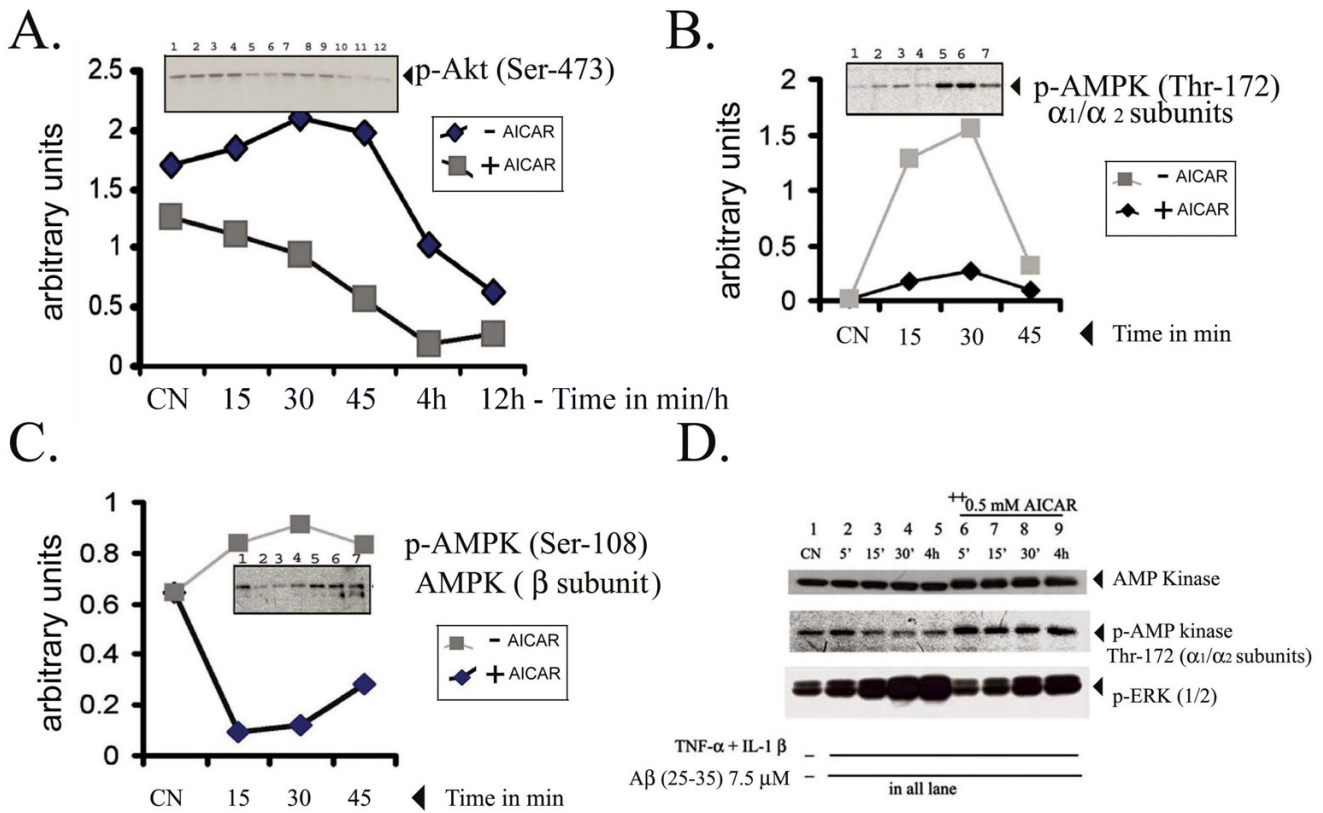 A.
1 2 3 4 5 6 7 8 9 10 11 12
p-Akt (Ser-473)
- AICAR
+ AICAR
arbitrary units
2.5
2
1.5
1
0.5
0
CN 15 30 45 4h 12h - Time in min/h
B.
1 2 3 4 5 6 7
p-AMPK (Thr-172)
α1/α 2 subunits
- AICAR
+ AICAR
arbitrary units
2
1.5
1
0.5
0
CN 15 30 45 Time in min
C.
p-AMPK (Ser-108)
AMPK ( β subunit)
1 2 3 4 5 6 7
- AICAR
+ AICAR
arbitrary units
1
0.8
0.6
0.4
0.2
0
CN 15 30 45 Time in min
D.
++0.5 mM AICAR
1 2 3 4 5 6 7 8 9
CN 5' 15' 30' 4h 5' 15' 30' 4h
AMP Kinase
p-AMP kinase
Thr-172 (α1/α2 subunits)
p-ERK (1/2)
TNF-α + IL-1 β –
Aβ (25-35) 7.5 μM –
in all lane